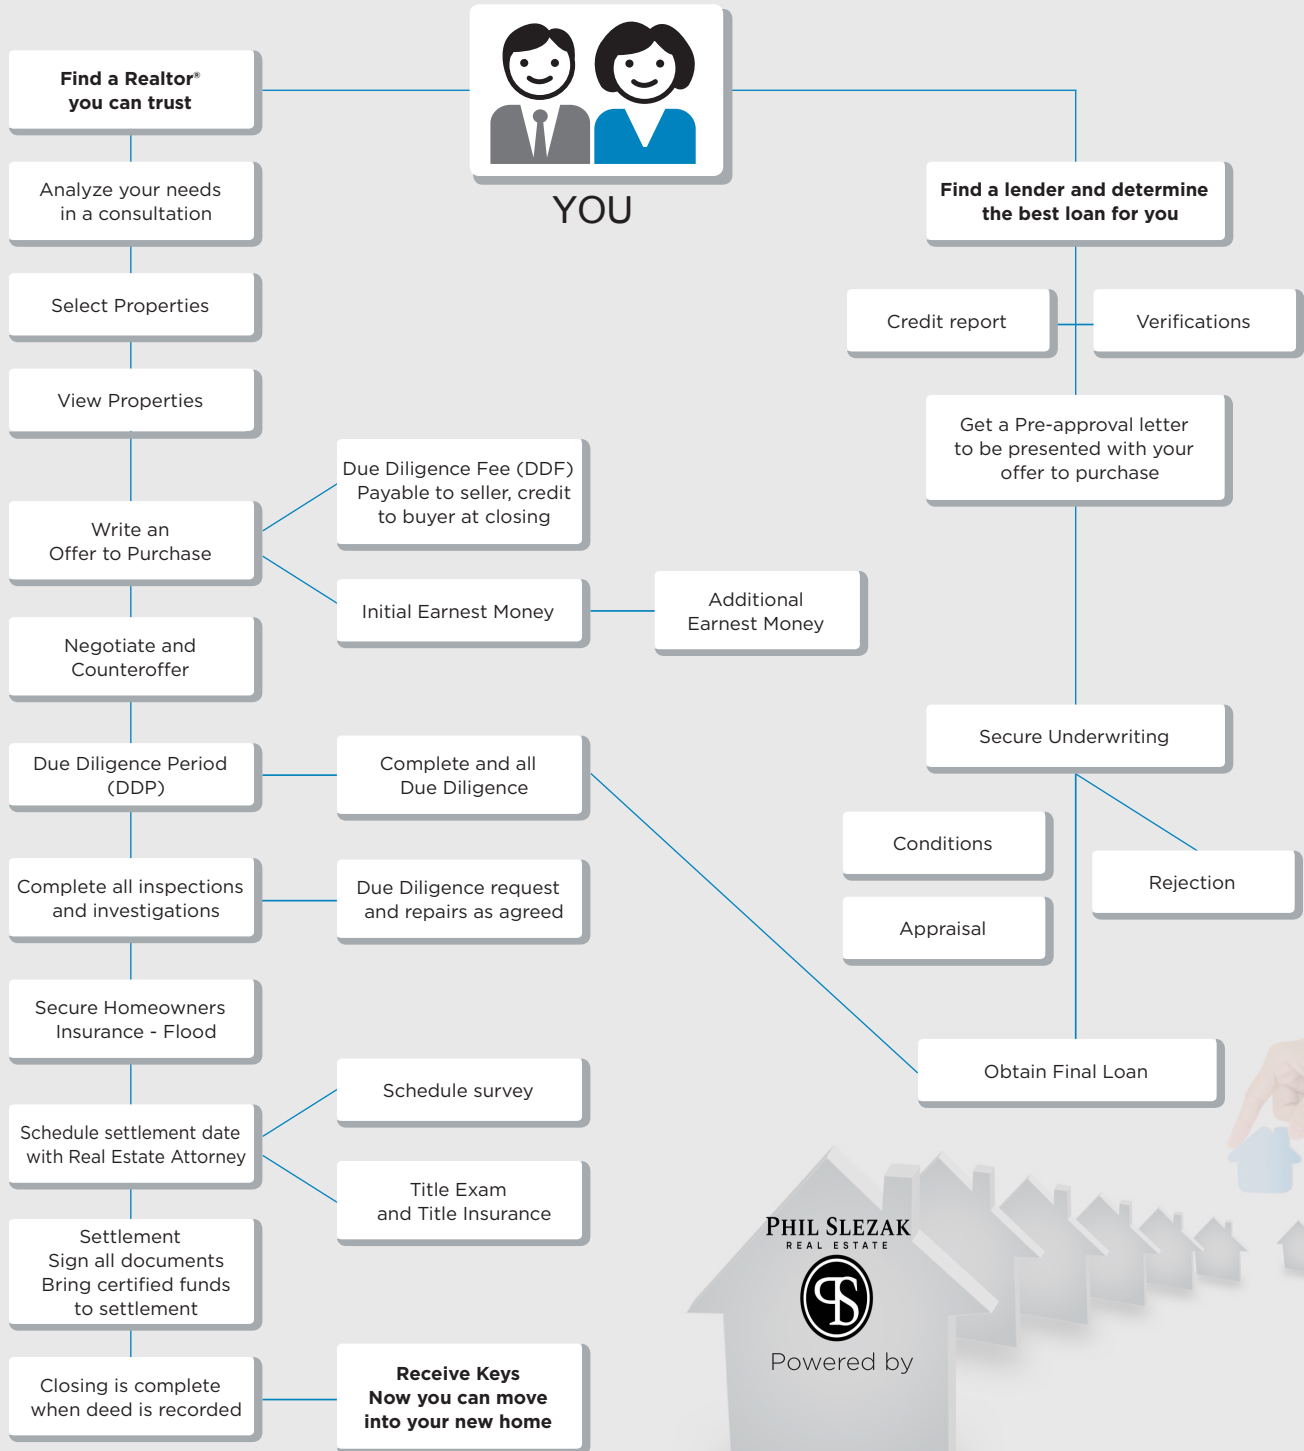 YOU
Find a Realtor®
you can trust
Analyze your needs
in a consultation
Select Properties
View Properties
Write an
Offer to Purchase
Due Diligence Fee (DDF)
Payable to seller, credit
to buyer at closing
Initial Earnest Money
Additional
Earnest Money
Negotiate and
Counteroffer
Due Diligence Period
(DDP)
Complete and all
Due Diligence
Complete all inspections
and investigations
Due Diligence request
and repairs as agreed
Secure Homeowners
Insurance - Flood
Schedule settlement date
with Real Estate Attorney
Schedule survey
Title Exam
and Title Insurance
Settlement
Sign all documents
Bring certified funds
to settlement
Closing is complete
when deed is recorded
Receive Keys
Now you can move
into your new home
Find a lender and determine
the best loan for you
Credit report
Verifications
Get a Pre-approval letter
to be presented with your
offer to purchase
Secure Underwriting
Conditions
Appraisal
Rejection
Obtain Final Loan
PHIL SLEZAK
REAL ESTATE
PS
Powered by